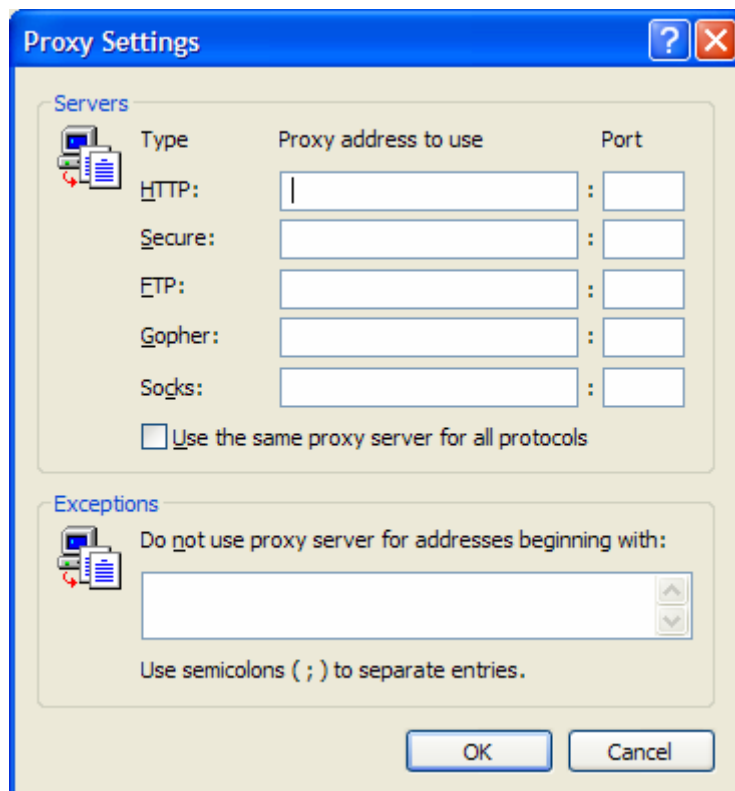 Proxy Settings
Servers
Type Proxy address to use Port
HTTP: :
Secure: :
FTP: :
Gopher: :
Socks: :
Use the same proxy server for all protocols
Exceptions
Do not use proxy server for addresses beginning with:
Use semicolons ( ; ) to separate entries.
OK Cancel